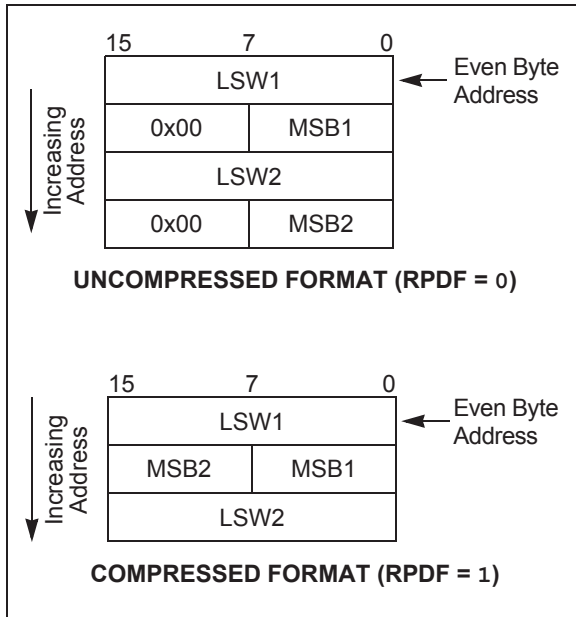 15 7 0
LSW1
Even Byte
Address
0x00 MSB1
LSW2
0x00 MSB2
Increasing
Address
UNCOMPRESSED FORMAT (RPDF = 0)
15 7 0
LSW1
Even Byte
Address
MSB2 MSB1
LSW2
Increasing
Address
COMPRESSED FORMAT (RPDF = 1)